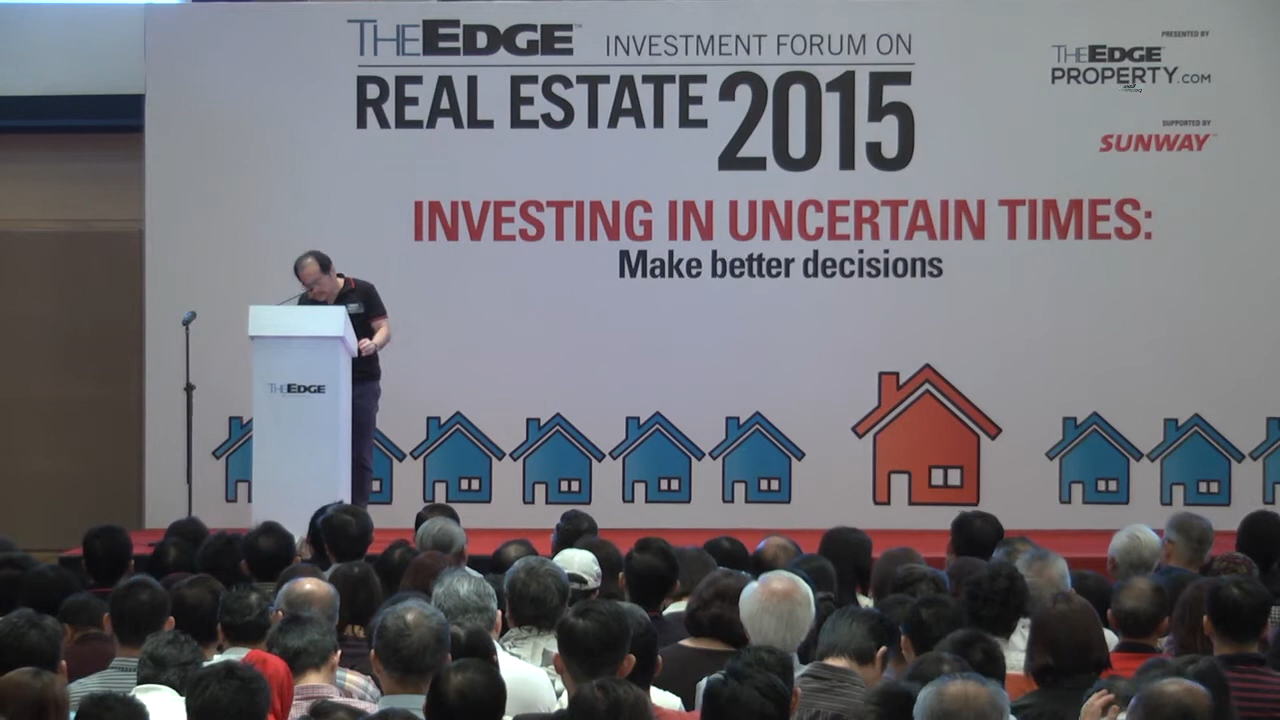 THEEDGE INVESTMENT FORUM ON
REAL ESTATE 2015
PRESENTED BY
THEEDGE
PROPERTY.COM
SUPPORTED BY
SUNWAY
INVESTING IN UNCERTAIN TIMES:
Make better decisions
THEEDGE